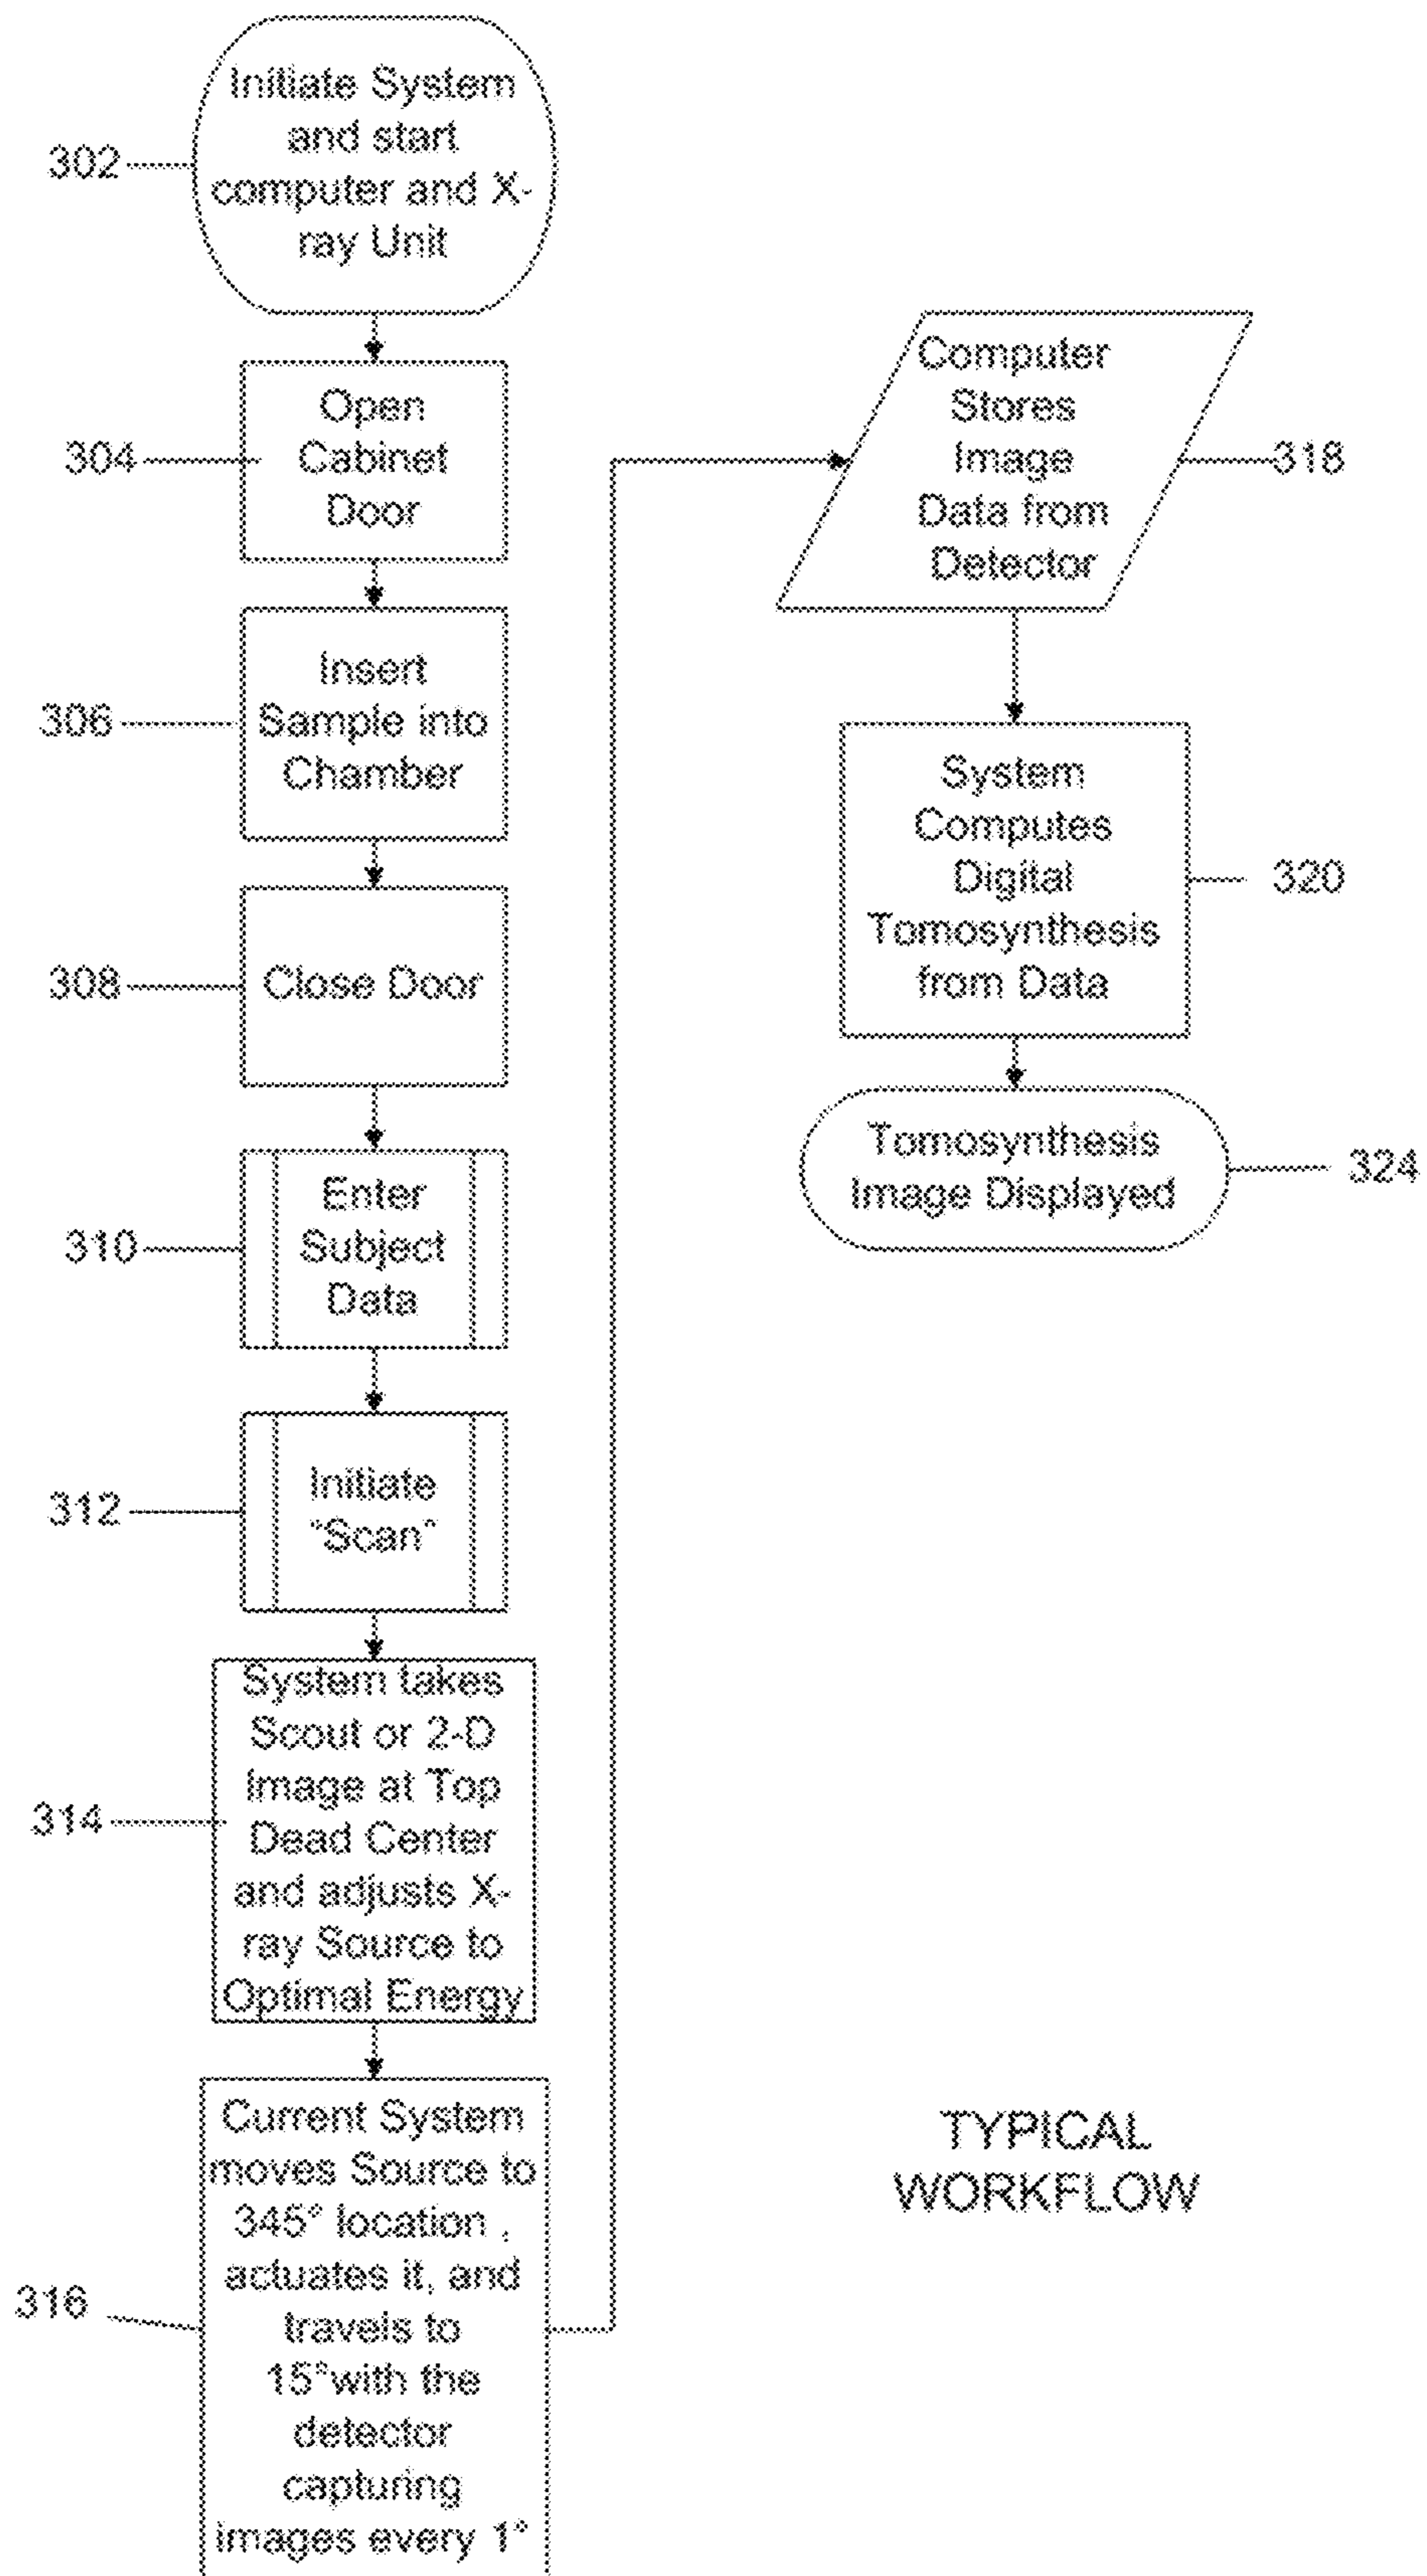 302
Initiate System
and start
computer and X-
ray Unit
304
Open
Cabinet
Door
306
Insert
Sample into
Chamber
308
Close Door
310
Enter
Subject
Data
312
Initiate
"Scan"
314
System takes
Scout or 2-D
Image at Top
Dead Center
and adjusts X-
ray Source to
Optimal Energy
316
Current System
moves Source to
345° location ,
actuates it, and
travels to
15°with the
detector
capturing
images every 1°
Computer
Stores
Image
Data from
Detector
318
System
Computes
Digital
Tomosynthesis
from Data
320
Tomosynthesis
Image Displayed
324
TYPICAL
WORKFLOW